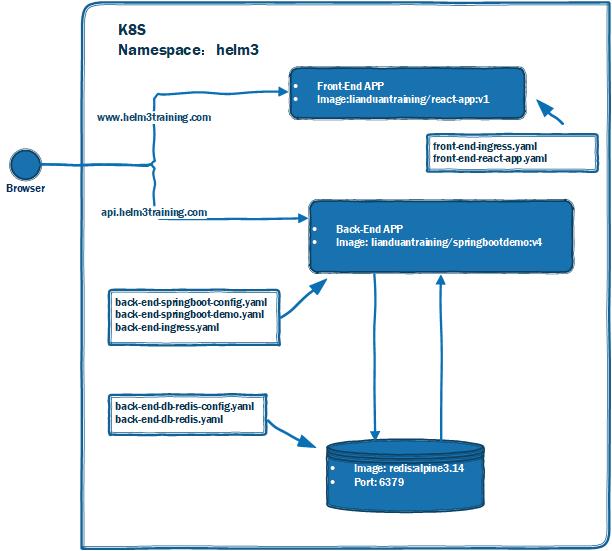 K8S
Namespace： helm3
• Front-End APP
• Image:lianduantraining/react-app:v1
www.helm3training.com
front-end-ingress.yaml
front-end-react-app.yaml
Browser
api.helm3training.com
• Back-End APP
• Image: lianduantraining/springbootdemo:v4
back-end-springboot-config.yaml
back-end-springboot-demo.yaml
back-end-ingress.yaml
back-end-db-redis-config.yaml
back-end-db-redis.yaml
• Image: redis:alpine3.14
• Port: 6379